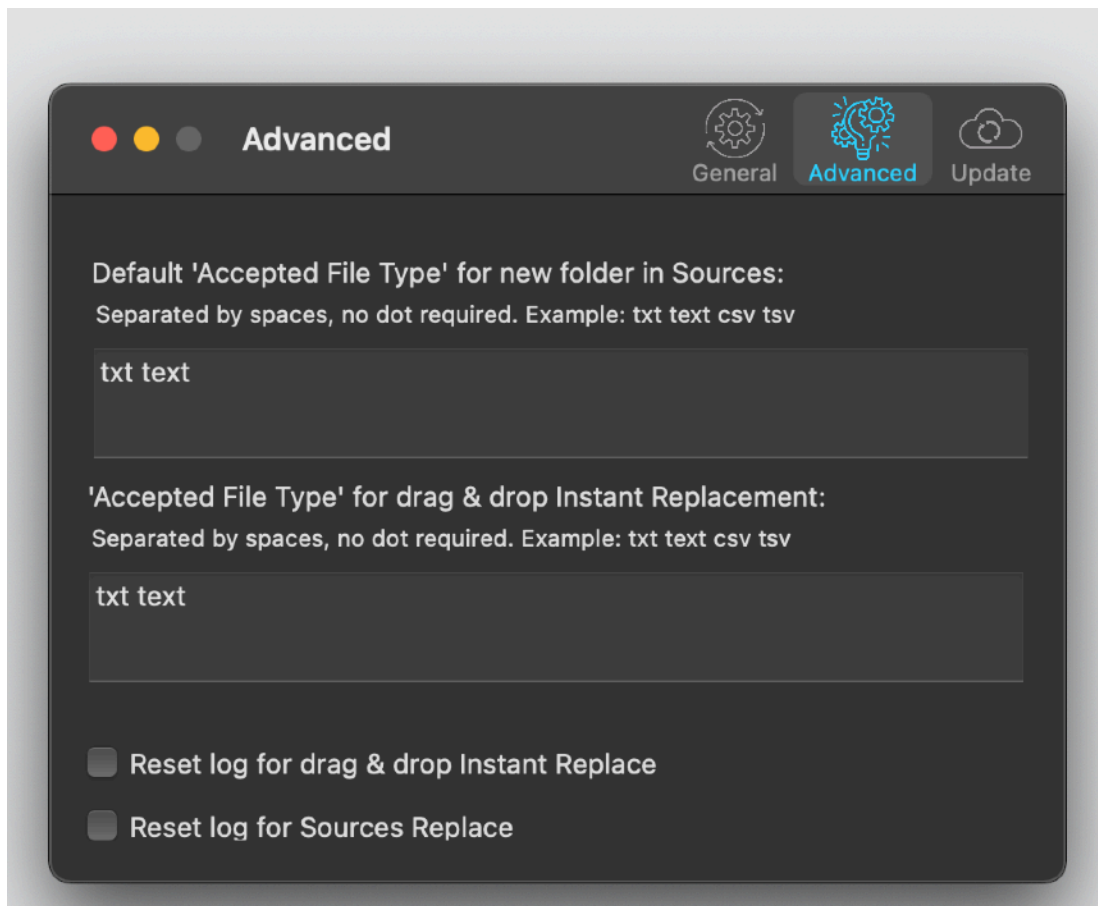 Advanced
General
Advanced
Update
Default 'Accepted File Type' for new folder in Sources:
Separated by spaces, no dot required. Example: txt text csv tsv
txt text
'Accepted File Type' for drag & drop Instant Replacement:
Separated by spaces, no dot required. Example: txt text csv tsv
txt text
Reset log for drag & drop Instant Replace
Reset log for Sources Replace